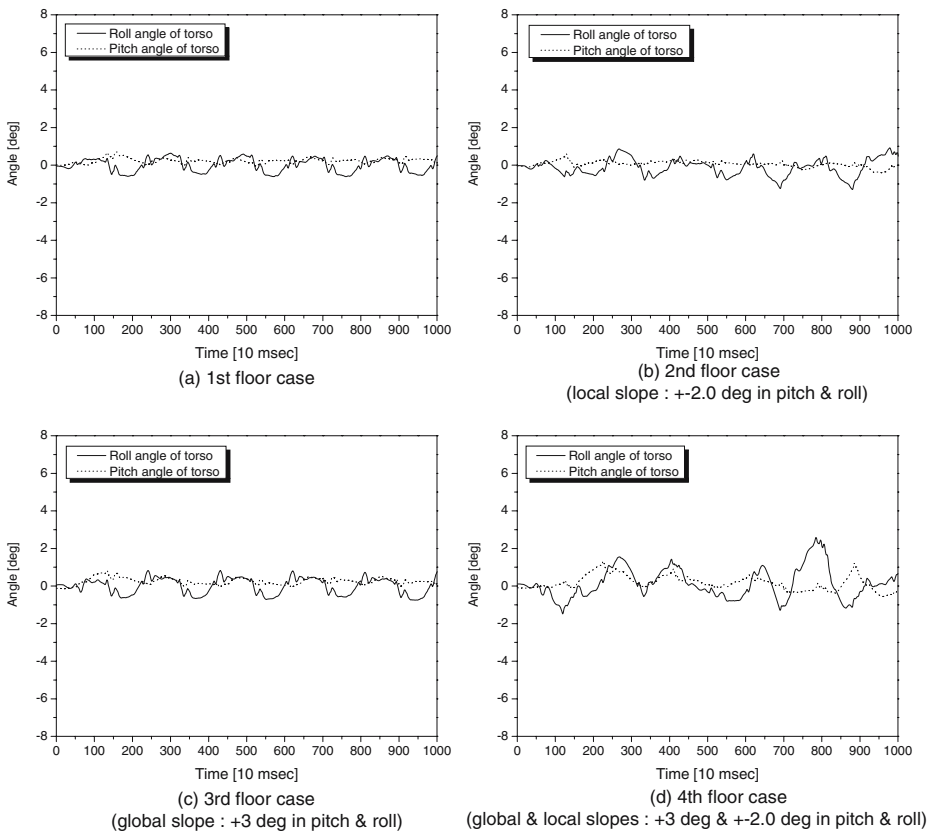 8
6
4
2
0
-2
-4
-6
-8
Angle [deg]
Roll angle of torso
Pitch angle of torso
0 100 200 300 400 500 600 700 800 900 1000
Time [10 msec]
(a) 1st floor case
8
6
4
2
0
-2
-4
-6
-8
Angle [deg]
Roll angle of torso
Pitch angle of torso
0 100 200 300 400 500 600 700 800 900 1000
Time [10 msec]
(b) 2nd floor case
(local slope : +-2.0 deg in pitch & roll)
8
6
4
2
0
-2
-4
-6
-8
Angle [deg]
Roll angle of torso
Pitch angle of torso
0 100 200 300 400 500 600 700 800 900 1000
Time [10 msec]
(c) 3rd floor case
(global slope : +3 deg in pitch & roll)
8
6
4
2
0
-2
-4
-6
-8
Angle [deg]
Roll angle of torso
Pitch angle of torso
0 100 200 300 400 500 600 700 800 900 1000
Time [10 msec]
(d) 4th floor case
(global & local slopes : +3 deg & +-2.0 deg in pitch & roll)